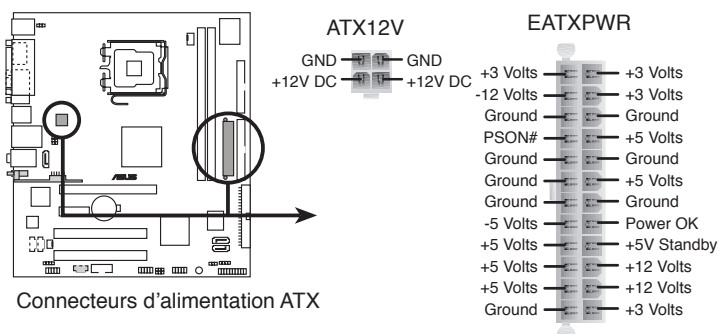 ATX12V
GND GND
+12V DC +12V DC
EATXPWR
+3 Volts +3 Volts
-12 Volts +3 Volts
Ground Ground
PSON# +5 Volts
Ground Ground
Ground +5 Volts
Ground Ground
-5 Volts Power OK
+5 Volts +5V Standby
+5 Volts +12 Volts
+5 Volts +12 Volts
Ground +3 Volts
ASUS
Connecteurs d’alimentation ATX